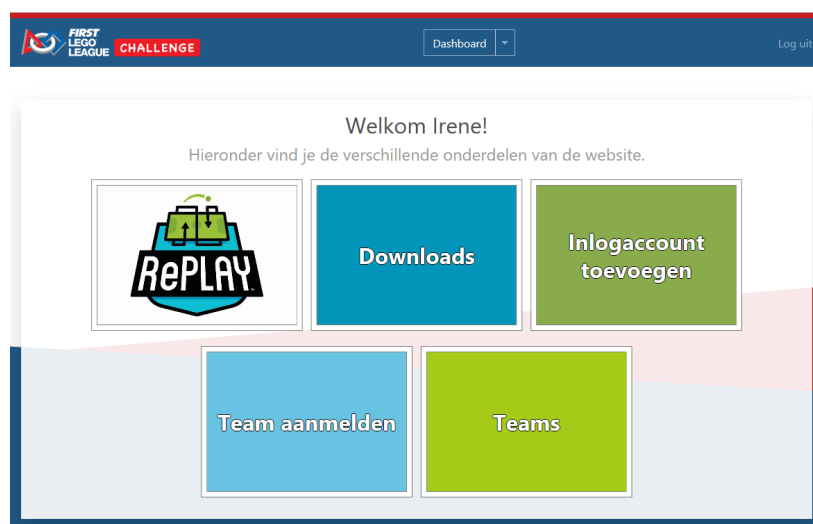 FIRST
LEGO
LEAGUE
CHALLENGE
Dashboard
Log uit
Welkom Irene!
Hieronder vind je de verschillende onderdelen van de website.
RePLAY
Downloads
Inlogaccount
toevoegen
Team aanmelden
Teams